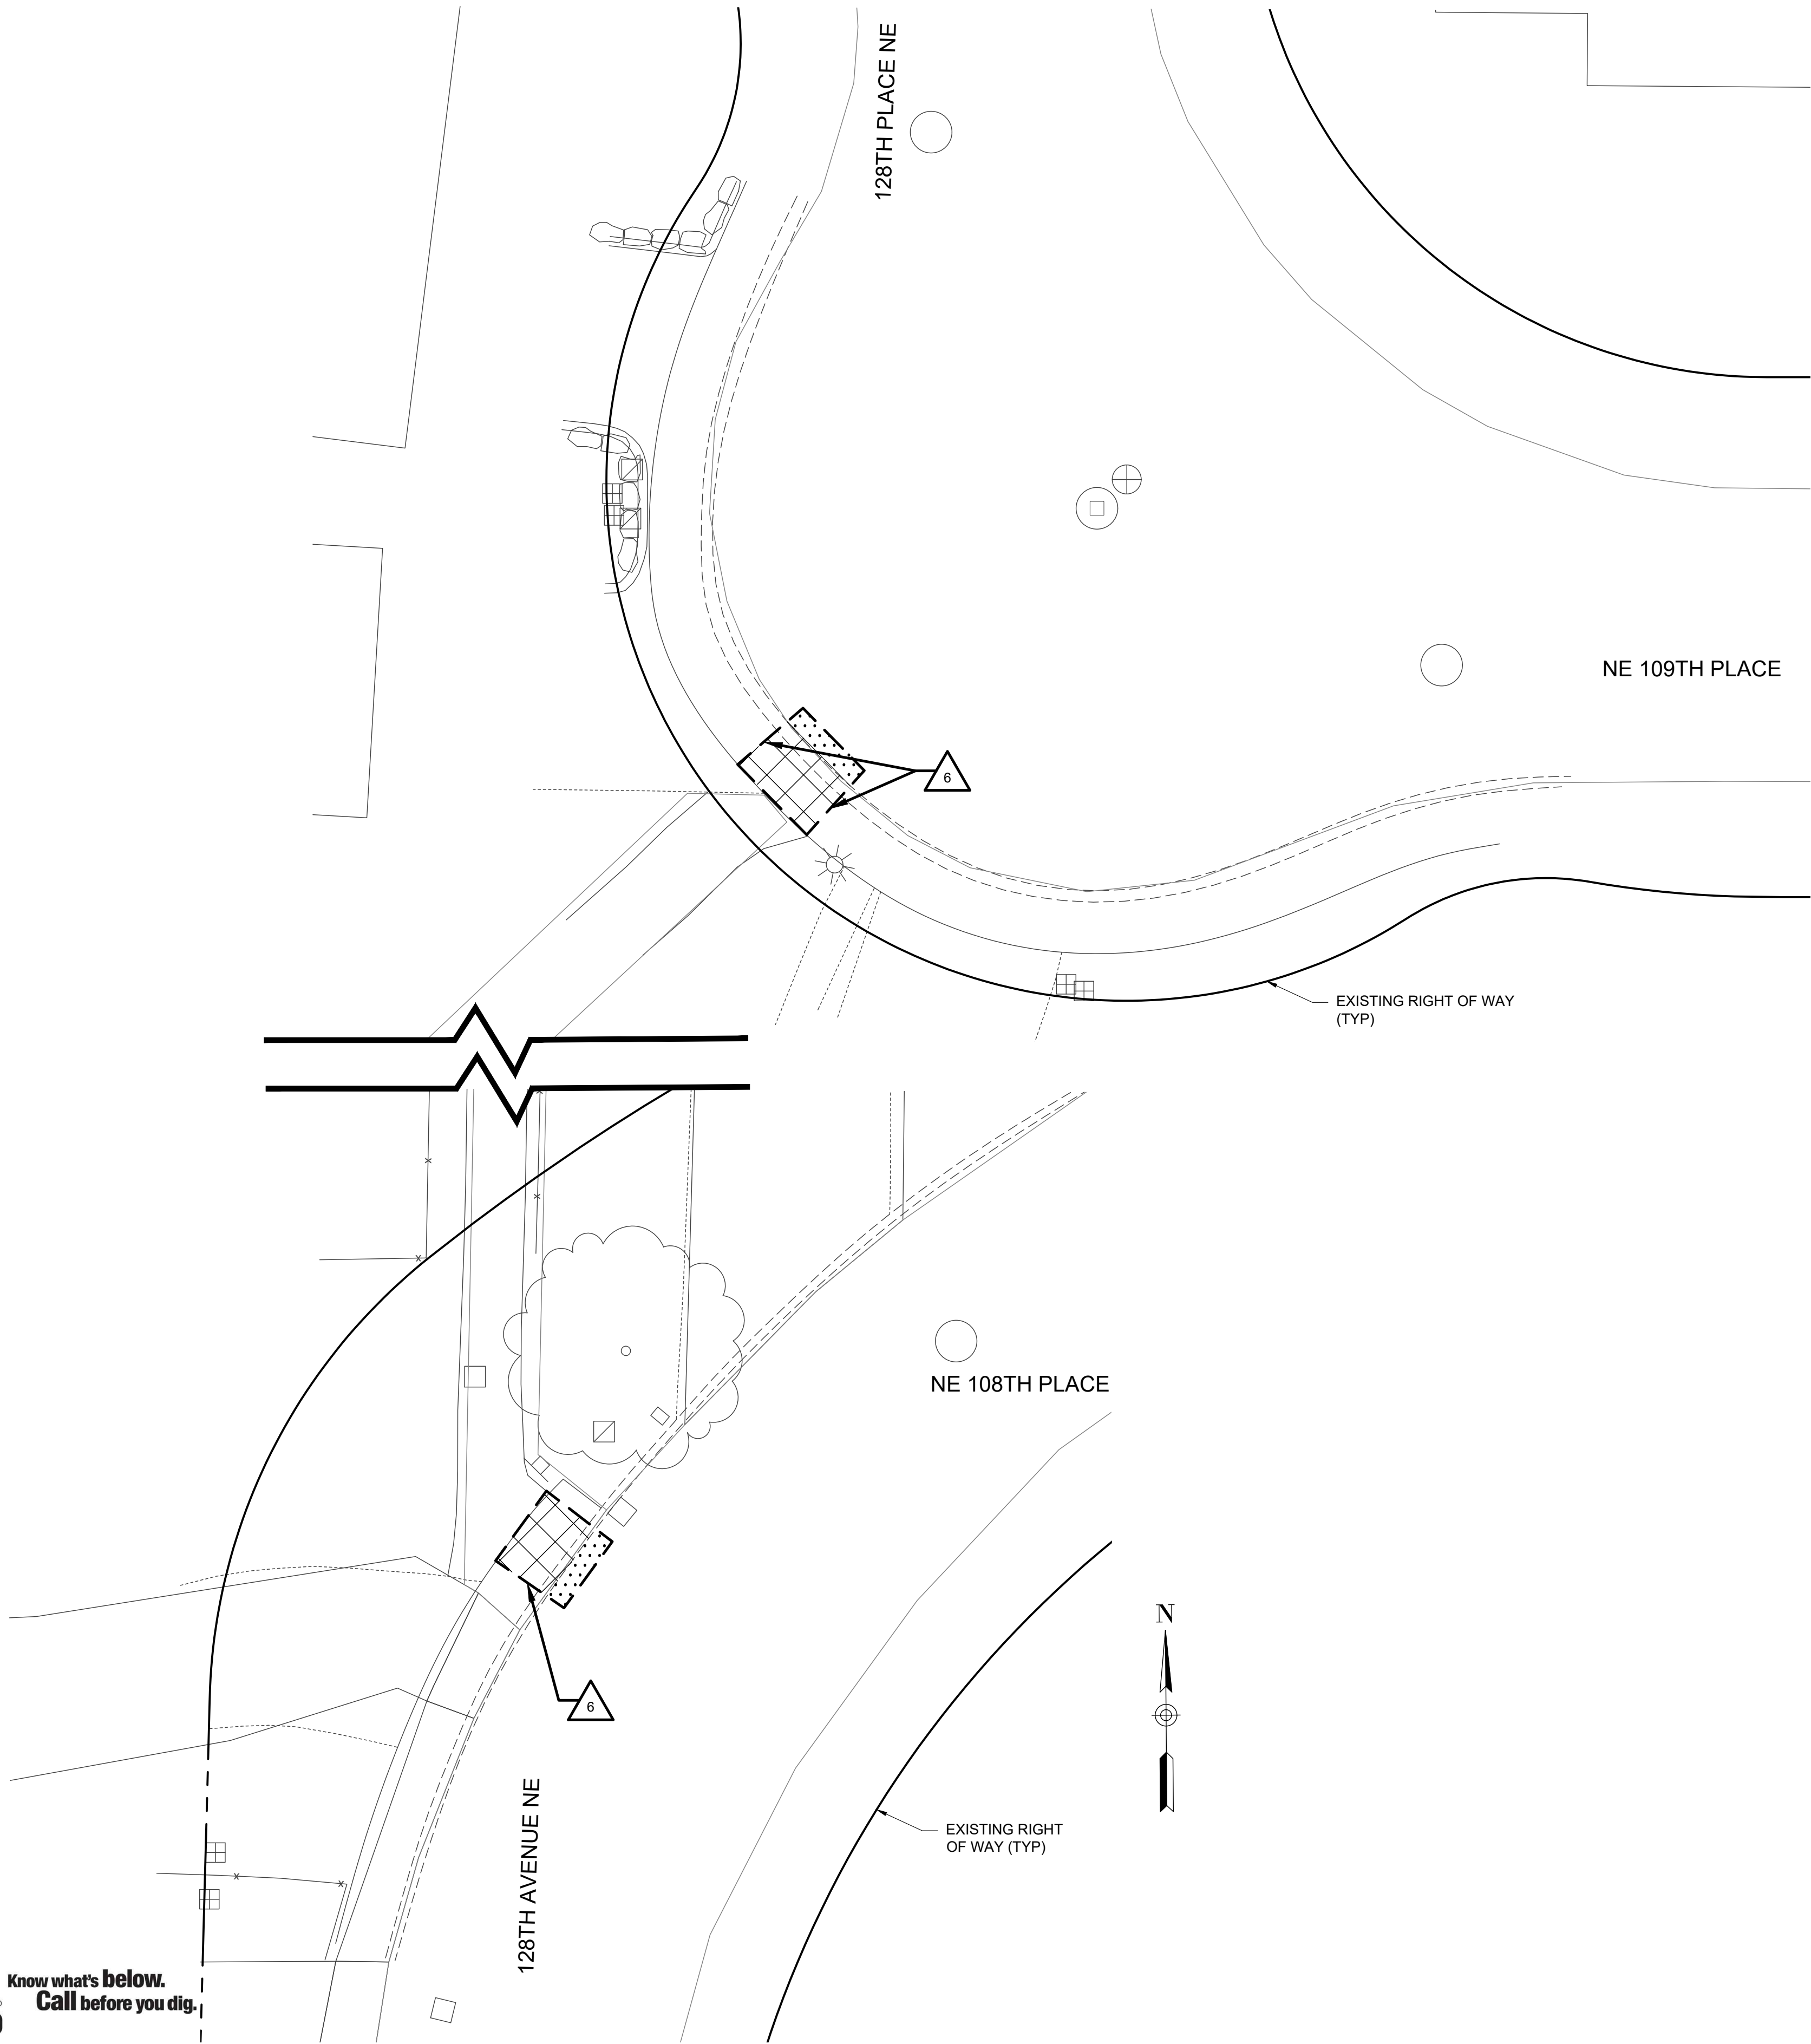 128TH PLACE NE
NE 109TH PLACE
6
EXISTING RIGHT OF WAY
(TYP)
NE 108TH PLACE
6
N
128TH AVENUE NE
EXISTING RIGHT
OF WAY (TYP)
Know what's below.
Call before you dig.